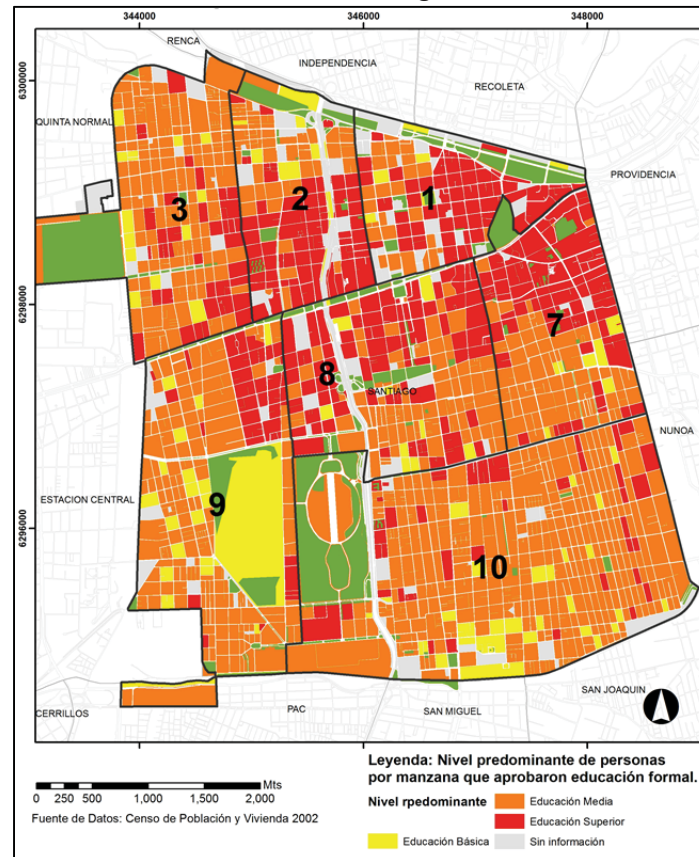 344000
346000
348000
RENCA
INDEPENDENCIA
6300000
RECOLETA
QUINTA NORMAL
PROVIDENCIA
3
2
1
6298000
7
8
SANTIAGO
NUNOA
ESTACION CENTRAL
9
6296000
10
SAN JOAQUIN
CERRILLOS
PAC
SAN MIGUEL
Leyenda: Nivel predominante de personas
por manzana que aprobaron educación formal.
Mts
0 250 500 1,000 1,500 2,000
Nivel rpedominante
Educación Media
Educación Superior
Educación Básica
Sin información
Fuente de Datos: Censo de Población y Vivienda 2002